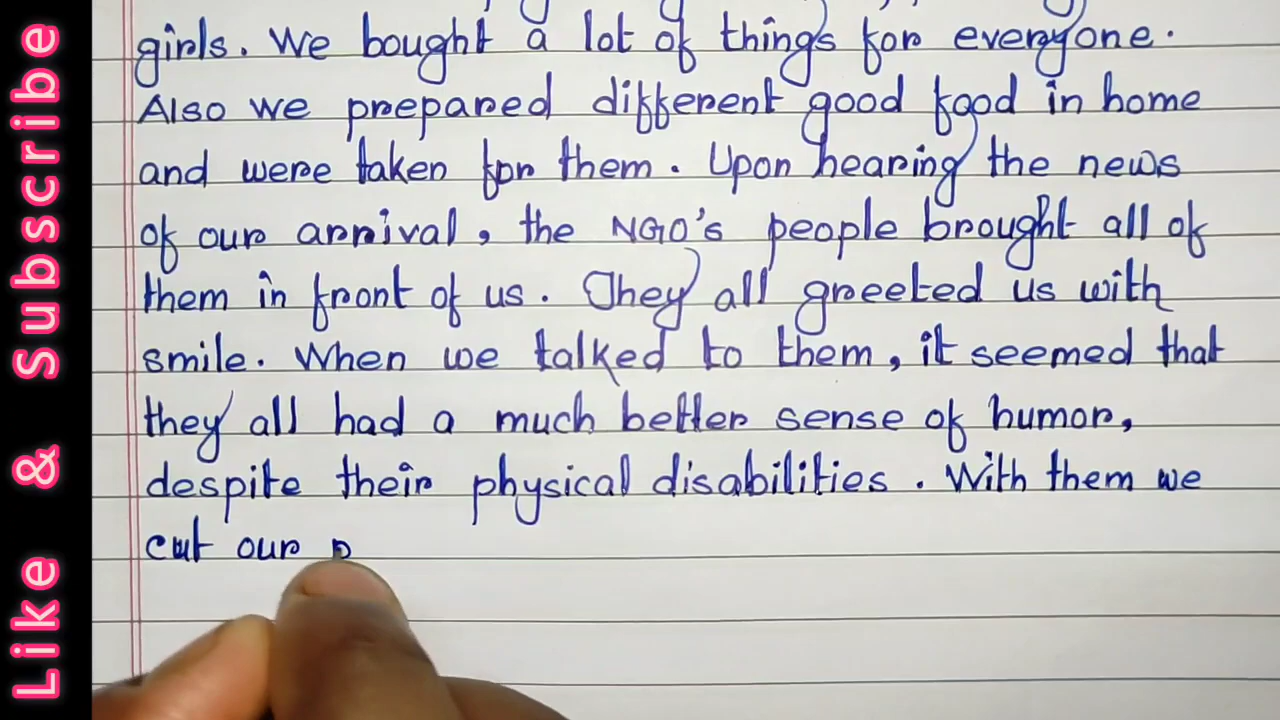 girls. We bought a lot of things for everyone.
Also we prepared different good food in home
and were taken for them. Upon hearing the news
of our arrival, the NGO's people brought all of
them in front of us. They all greeted us with
smile. When we talked to them, it seemed that
they all had a much better sense of humor,
despite their physical disabilities. With them we
cut our
Like & Subscribe